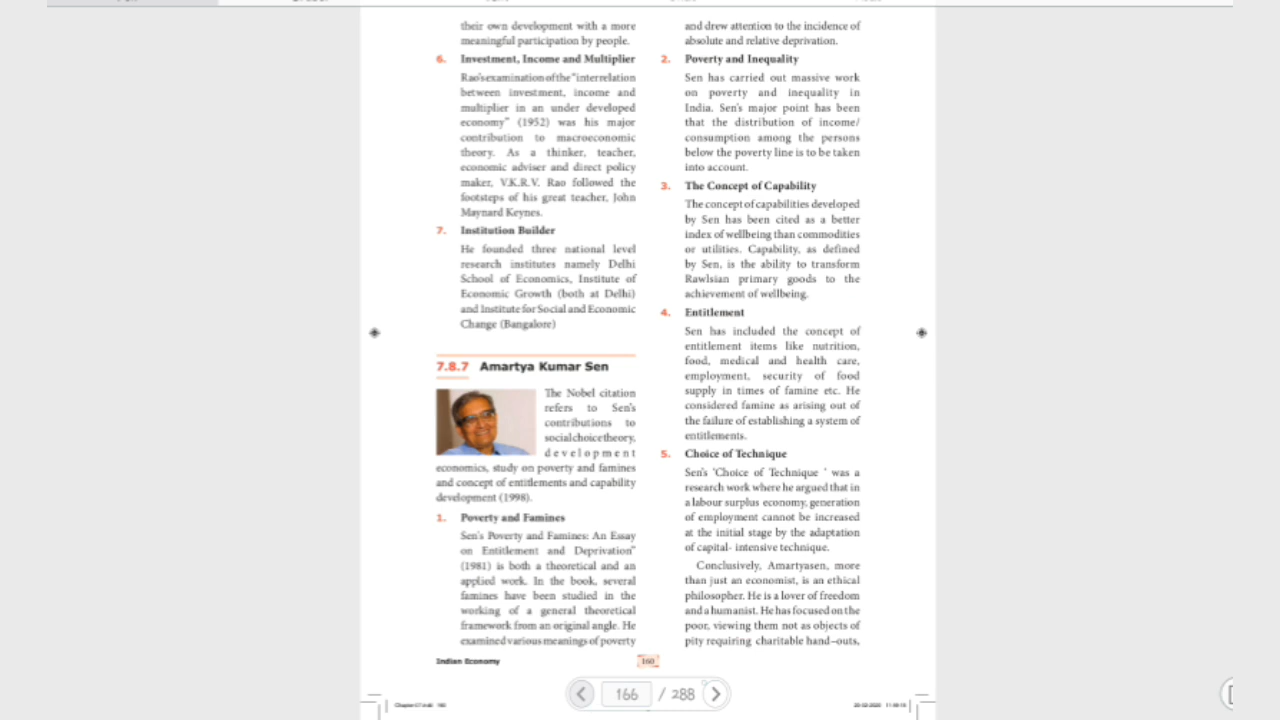 their own development with a more
meaningful participation by people.
6. Investment, Income and Multiplier
Rao's examination of the "interrelation
between investment, income and
multiplier in an under developed
economy" (1952) was his major
contribution to macroeconomic
theory. As a thinker, teacher,
economic adviser and direct policy
maker, V.K.R.V. Rao followed the
footsteps of his great teacher, John
Maynard Keynes.
7. Institution Builder
He founded three national level
research institutes namely Delhi
School of Economics, Institute of
Economic Growth (both at Delhi)
and Institute for Social and Economic
Change (Bangalore)
7.8.7 Amartya Kumar Sen
The Nobel citation
refers to Sen's
contributions to
social choice theory,
development
economics, study on poverty and famines
and concept of entitlements and capability
development (1998).
1. Poverty and Famines
Sen's Poverty and Famines: An Essay
on Entitlement and Deprivation"
(1981) is both a theoretical and an
applied work. In the book, several
famines have been studied in the
working of a general theoretical
framework from an original angle. He
examined various meanings of poverty
and drew attention to the incidence of
absolute and relative deprivation.
2. Poverty and Inequality
Sen has carried out massive work
on poverty and inequality in
India. Sen's major point has been
that the distribution of income/
consumption among the persons
below the poverty line is to be taken
into account.
3. The Concept of Capability
The concept of capabilities developed
by Sen has been cited as a better
index of wellbeing than commodities
or utilities. Capability, as defined
by Sen, is the ability to transform
Rawlsian primary goods to the
achievement of wellbeing.
4. Entitlement
Sen has included the concept of
entitlement items like nutrition,
food, medical and health care,
employment, security of food
supply in times of famine etc. He
considered famine as arising out of
the failure of establishing a system of
entitlements.
5. Choice of Technique
Sen's 'Choice of Technique ' was a
research work where he argued that in
a labour surplus economy, generation
of employment cannot be increased
at the initial stage by the adaptation
of capital- intensive technique.
Conclusively, Amartyasen, more
than just an economist, is an ethical
philosopher. He is a lover of freedom
and a humanist. He has focused on the
poor, viewing them not as objects of
pity requiring charitable hand–outs,
Indian Economy
160
166 / 288